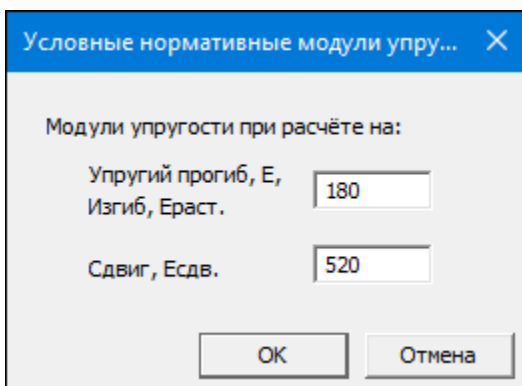 Условные нормативные модули упру...
Модули упругости при расчёте на:
Упругий прогиб, Е,
Изгиб, Ераст.
180
Сдвиг, Есдв.
520
ОК
Отмена